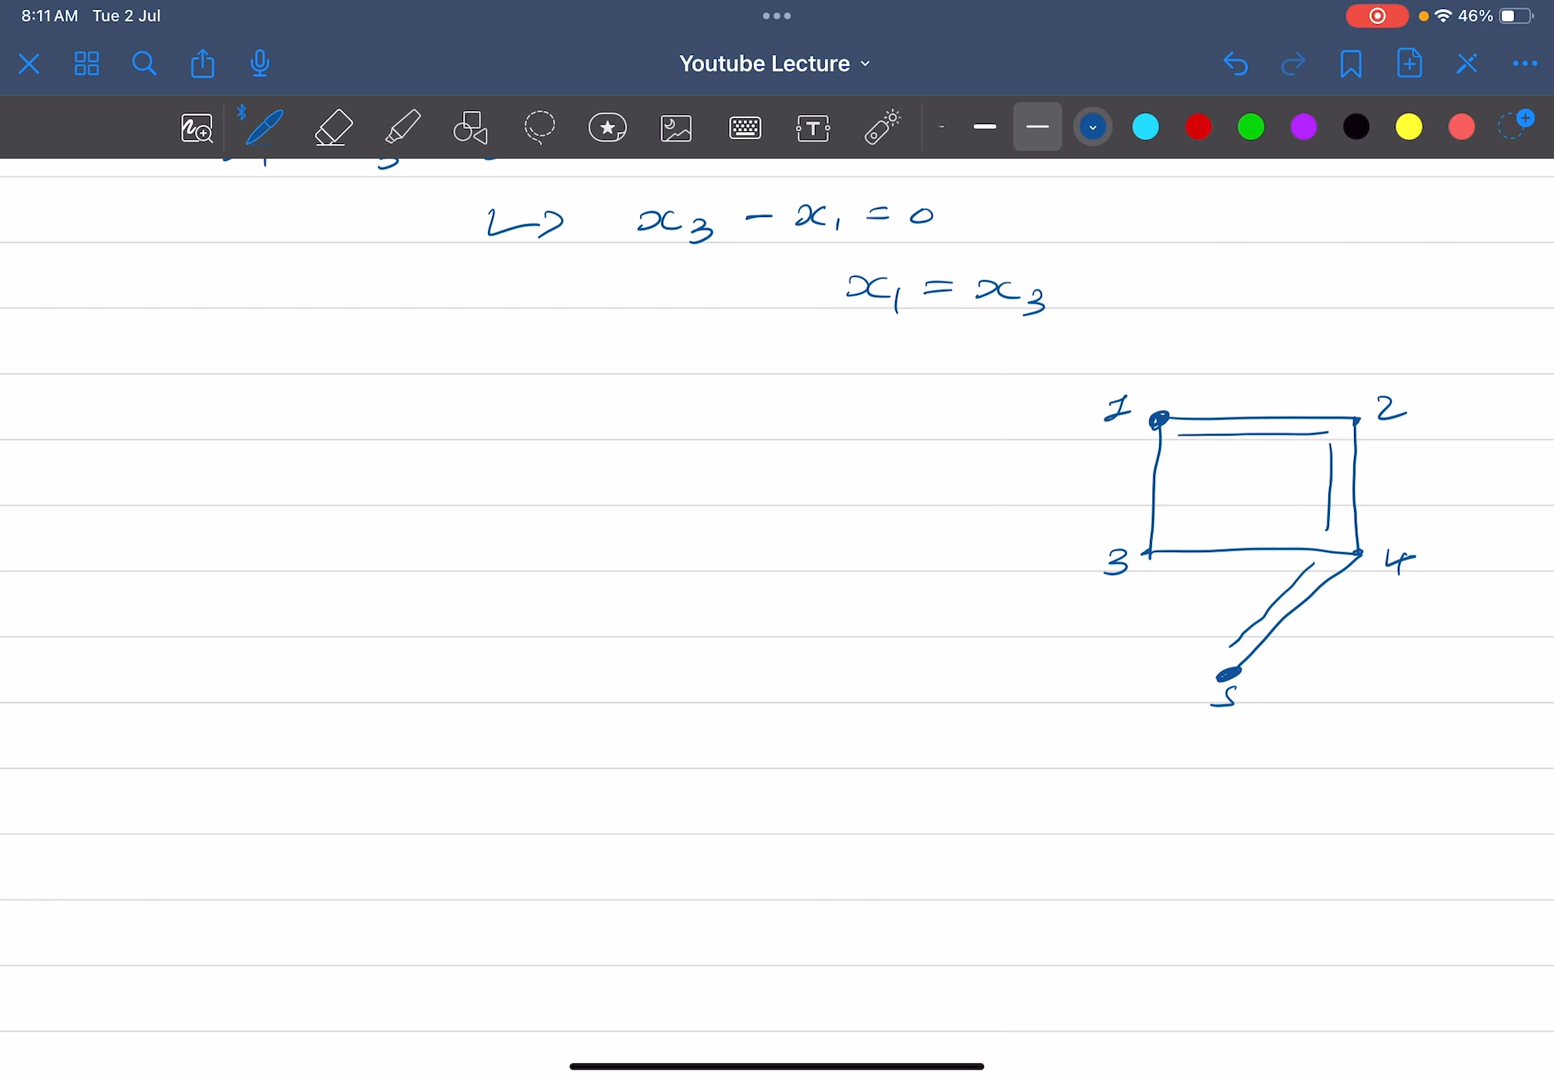 8:11 AM Tue 2 Jul
46%
Youtube Lecture
T
x₃ - x₁ = 0
x₁ = x₃
1
2
3
4
5